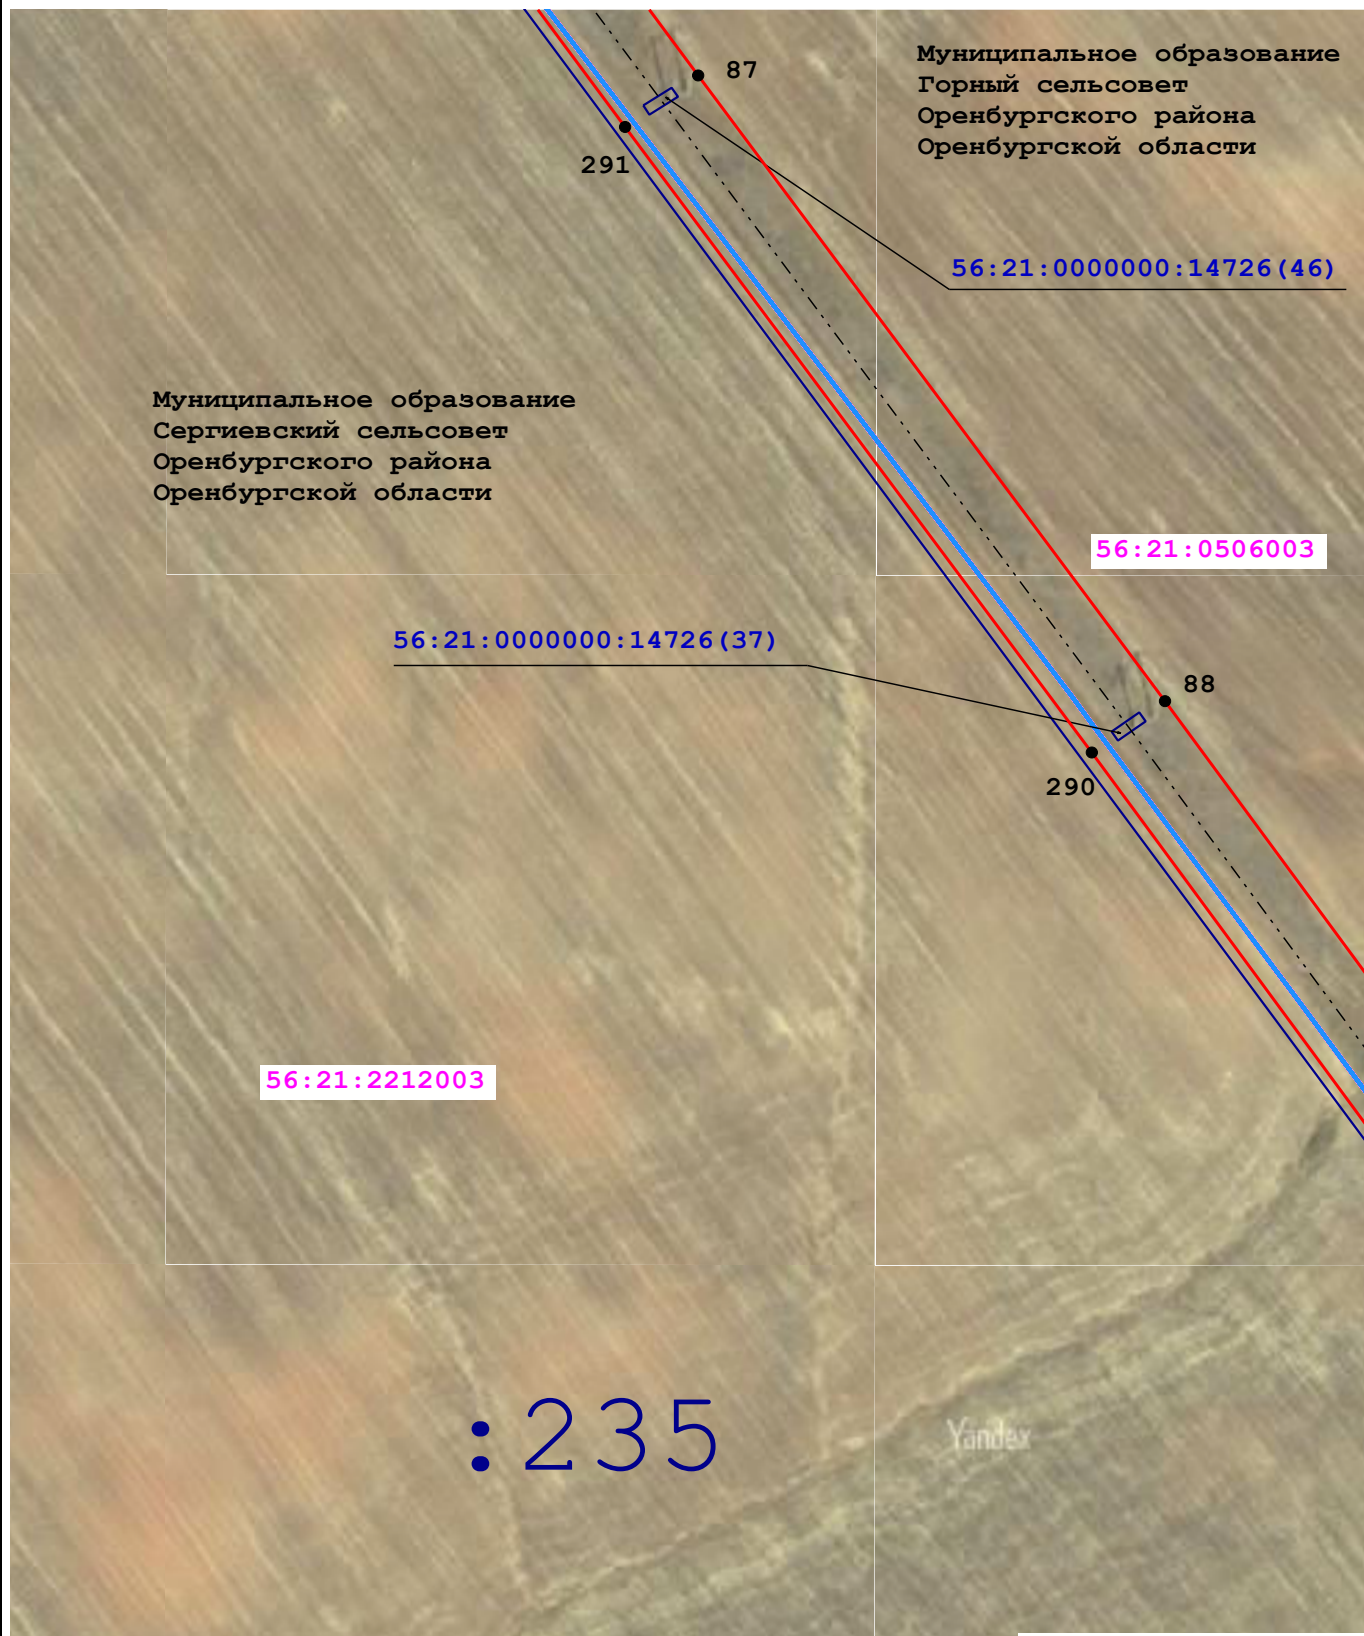 87
Муниципальное образование
Горный сельсовет
Оренбургского района
Оренбургской области
291
56:21:0000000:14726(46)
Муниципальное образование
Сергиевский сельсовет
Оренбургского района
Оренбургской области
56:21:0506003
56:21:0000000:14726(37)
88
290
56:21:2212003
:235
Yandex